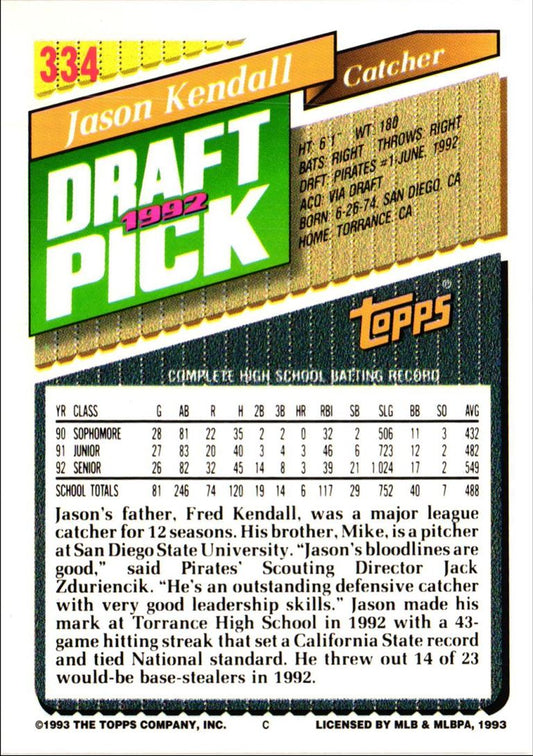 334
Jason Kendall
Catcher
DRAFT
1992
PICK
HT: 6'1" WT: 180
BATS: RIGHT THROWS: RIGHT
DRFT: PIRATES #1-JUNE, 1992
ACQ: VIA DRAFT
BORN: 6-26-74, SAN DIEGO, CA
HOME: TORRANCE, CA
TOPPS
®
COMPLETE HIGH SCHOOL BATTING RECORD
YR CLASS G AB R H 2B 3B HR RBI SB SLG BB SO AVG
90 SOPHOMORE 28 81 22 35 2 2 0 32 2 506 11 3 432
91 JUNIOR 27 83 20 40 3 4 3 46 6 723 12 2 482
92 SENIOR 26 82 32 45 14 8 3 39 21 1 024 17 2 549
SCHOOL TOTALS 81 246 74 120 19 14 6 117 29 752 40 7 488
Jason's father, Fred Kendall, was a major league
catcher for 12 seasons. His brother, Mike, is a pitcher
at San Diego State University. “Jason's bloodlines are
good,” said Pirates' Scouting Director Jack
Zduriencik. “He's an outstanding defensive catcher
with very good leadership skills.” Jason made his
mark at Torrance High School in 1992 with a 43-
game hitting streak that set a California State record
and tied National standard. He threw out 14 of 23
would-be base-stealers in 1992.
©1993 THE TOPPS COMPANY, INC. C LICENSED BY MLB & MLBPA, 1993